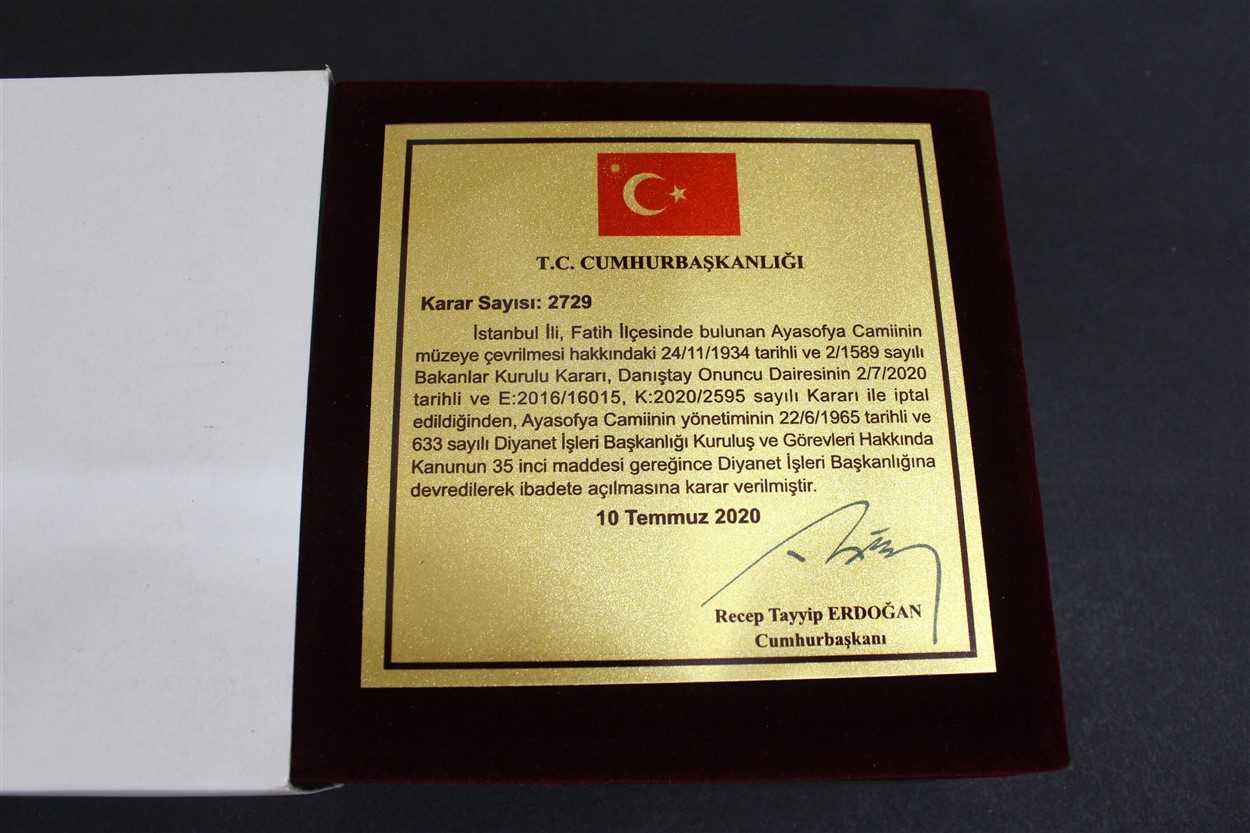 T.C. CUMHURBAŞKANLIĞI
Karar Sayısı: 2729
İstanbul İli, Fatih İlçesinde bulunan Ayasofya Camiinin
müzeye çevrilmesi hakkındaki 24/11/1934 tarihli ve 2/1589 sayılı
Bakanlar Kurulu Kararı, Danıştay Onuncu Dairesinin 2/7/2020
tarihli ve E:2016/16015, K:2020/2595 sayılı Kararı ile iptal
edildiğinden, Ayasofya Camiinin yönetiminin 22/6/1965 tarihli ve
633 sayılı Diyanet İşleri Başkanlığı Kuruluş ve Görevleri Hakkında
Kanunun 35 inci maddesi gereğince Diyanet İşleri Başkanlığına
devredilerek ibadete açılmasına karar verilmiştir.
10 Temmuz 2020
Recep Tayyip ERDOĞAN
Cumhurbaşkanı